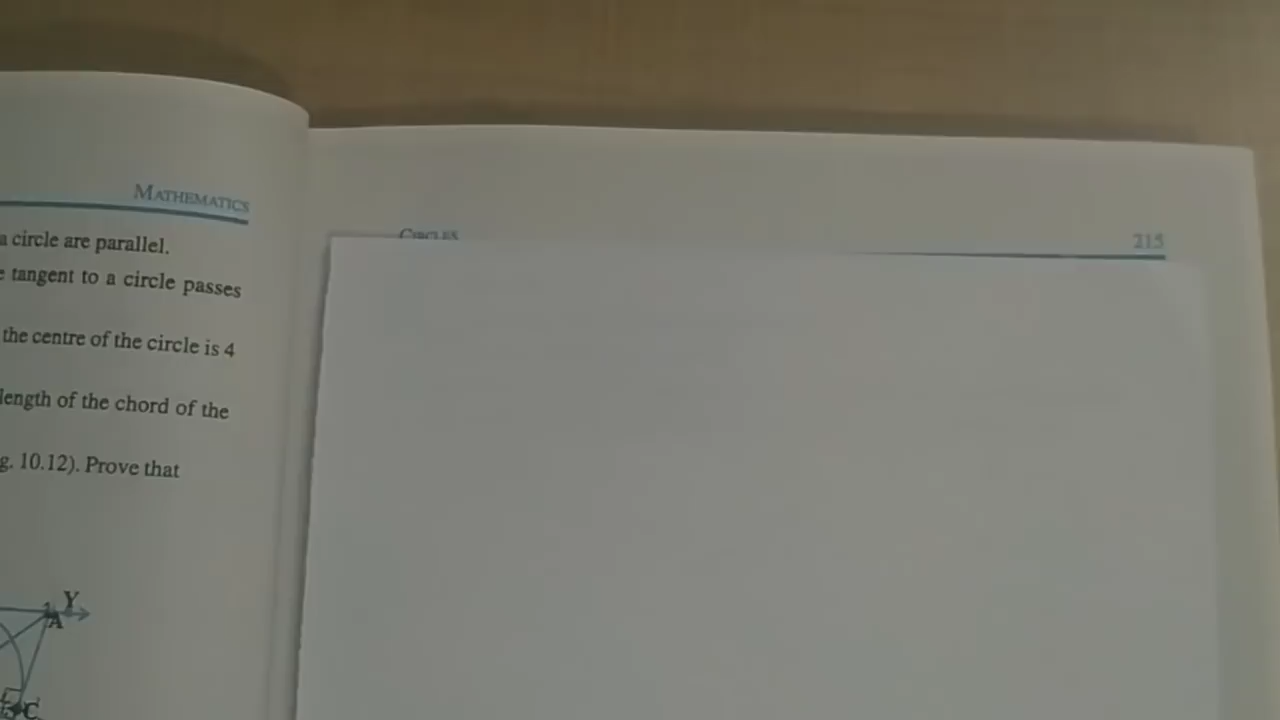 MATHEMATICS
a circle are parallel.
tangent to a circle passes
the centre of the circle is 4
length of the chord of the
g. 10.12). Prove that
Y
A
C
CIRCLES
215